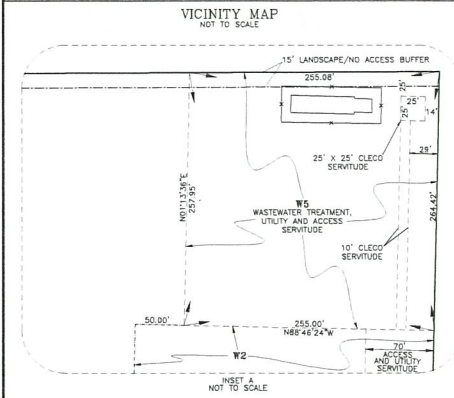 VICINITY MAP
NOT TO SCALE
15' LANDSCAPE/NO ACCESS BUFFER
255.08'
25'
25'
25'
14'
25' X 25' CLECO
SERVITUDE
29'
N01°13'36"E
257.95'
W5
WASTEWATER TREATMENT,
UTILITY AND ACCESS
SERVITUDE
264.42'
10' CLECO
SERVITUDE
50.00'
255.00'
N88°46'24"W
W2
70'
ACCESS
AND UTILITY
SERVITUDE
INSET A
NOT TO SCALE